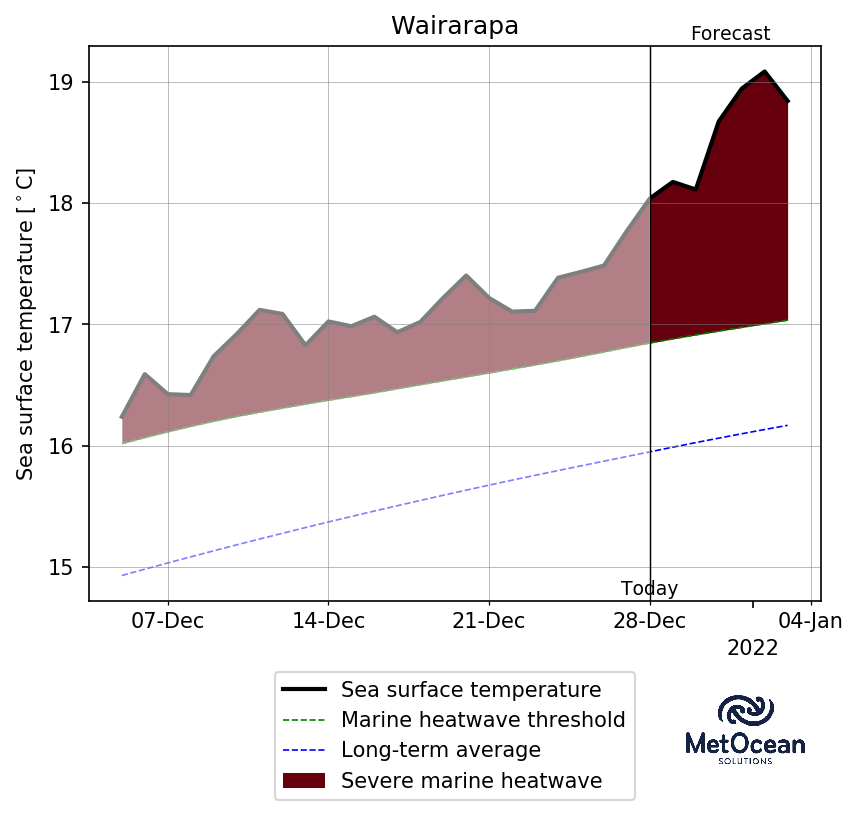 Wairarapa
Forecast
19
18
17
16
15
Sea surface temperature [°C]
Today
07-Dec 14-Dec 21-Dec 28-Dec 04-Jan
2022
Sea surface temperature
Marine heatwave threshold
Long-term average
Severe marine heatwave
MetOcean
SOLUTIONS